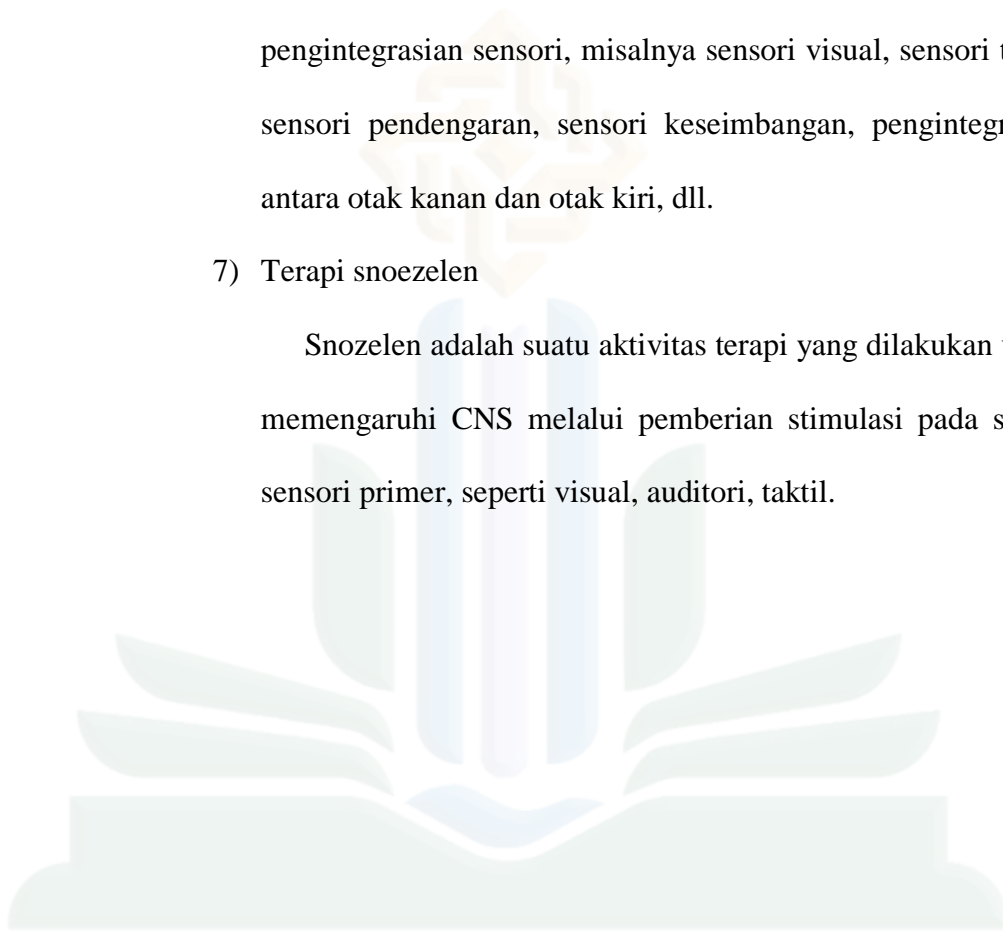 pengintegrasian sensori, misalnya sensori visual, sensori
sensori pendengaran, sensori keseimbangan,
antara otak kanan dan otak kiri, dll.
7) Terapi snoezelen
Snozelen adalah suatu aktivitas terapi yang dilakukan
memengaruhi CNS melalui pemberian stimulasi pada
sensori primer, seperti visual, auditori, taktil.